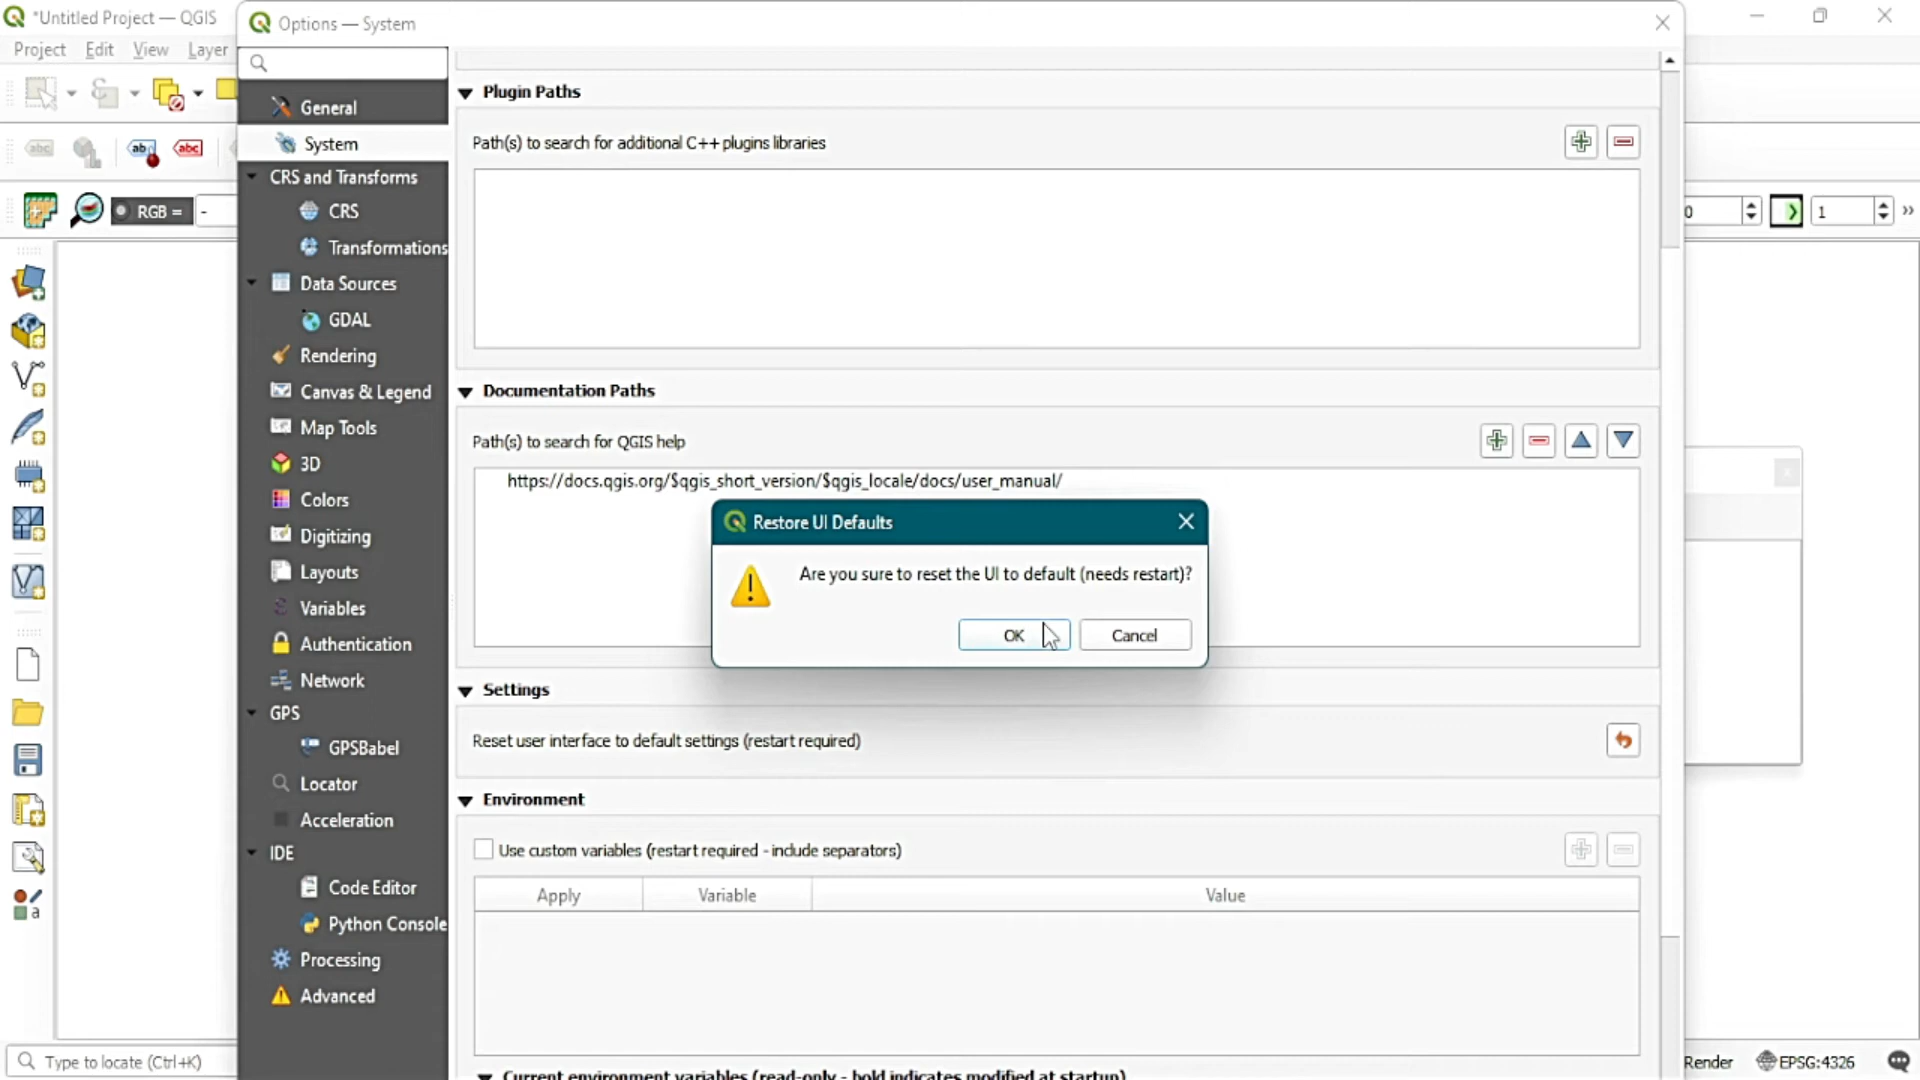 *Untitled Project — QGIS
Options — System
Project Edit View Layer
General
System
CRS and Transforms
CRS
Transformations
Data Sources
GDAL
Rendering
Canvas & Legend
Map Tools
3D
Colors
Digitizing
Layouts
Variables
Authentication
Network
GPS
GPSBabel
Locator
Acceleration
IDE
Code Editor
Python Console
Processing
Advanced
abc
ab
abc
RGB = -
0
1
Plugin Paths
Path(s) to search for additional C++ plugins libraries
Documentation Paths
Path(s) to search for QGIS help
https://docs.qgis.org/$qgis_short_version/$qgis_locale/docs/user_manual/
Restore UI Defaults
Are you sure to reset the UI to default (needs restart)?
OK Cancel
Settings
Reset user interface to default settings (restart required)
Environment
Use custom variables (restart required - include separators)
Apply Variable Value
Current environment variables (read-only - bold indicates modified at startup)
a
Type to locate (Ctrl+K)
Render EPSG:4326